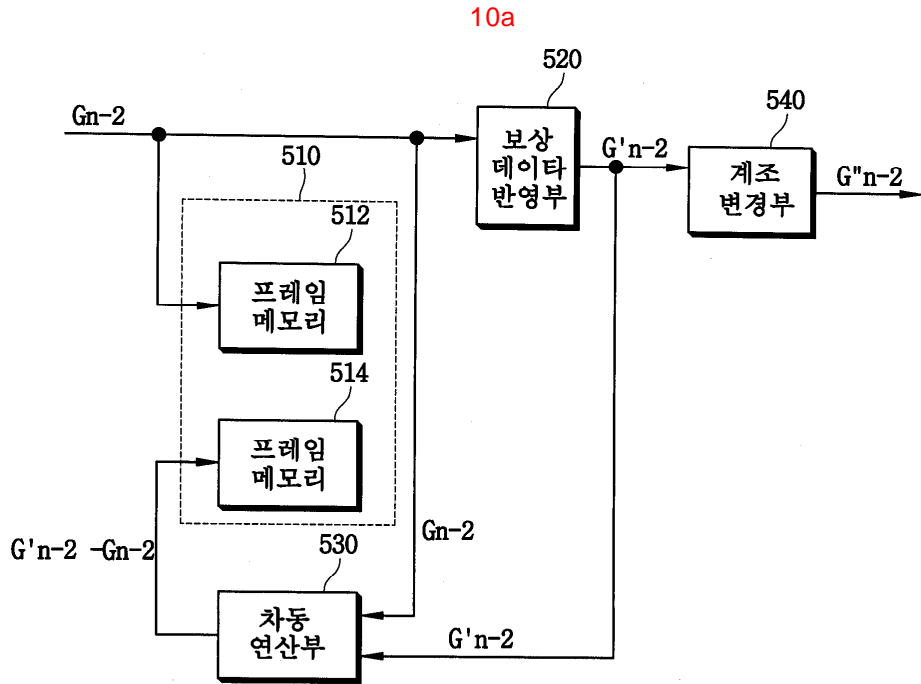 10a
520
540
Gn-2
510
보상
데이타
반영부
G'n-2
계조
변경부
G"n-2
512
프레임
메모리
514
프레임
메모리
Gn-2
G'n-2 -Gn-2
530
차동
연산부
G'n-2